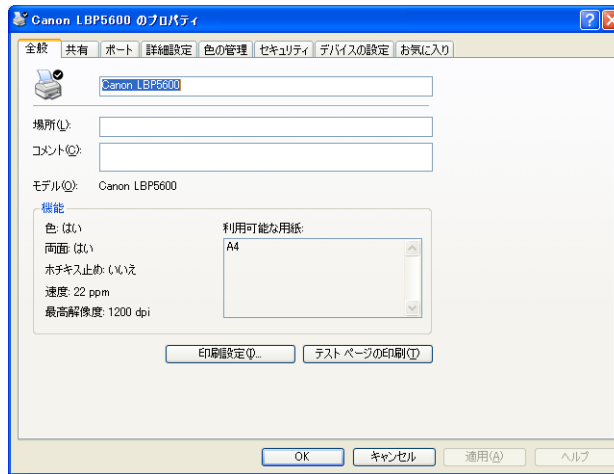 Canon LBP5600 のプロパティ
全般 共有 ポート 詳細設定 色の管理 セキュリティ デバイスの設定 お気に入り
Canon LBP5600
場所(L):
コメント(C):
モデル(O): Canon LBP5600
機能
色: はい
利用可能な用紙:
両面: はい
A4
ホチキス止め: いいえ
速度: 22 ppm
最高解像度: 1200 dpi
印刷設定(I)... テスト ページの印刷(T)
OK キャンセル 適用(A) ヘルプ